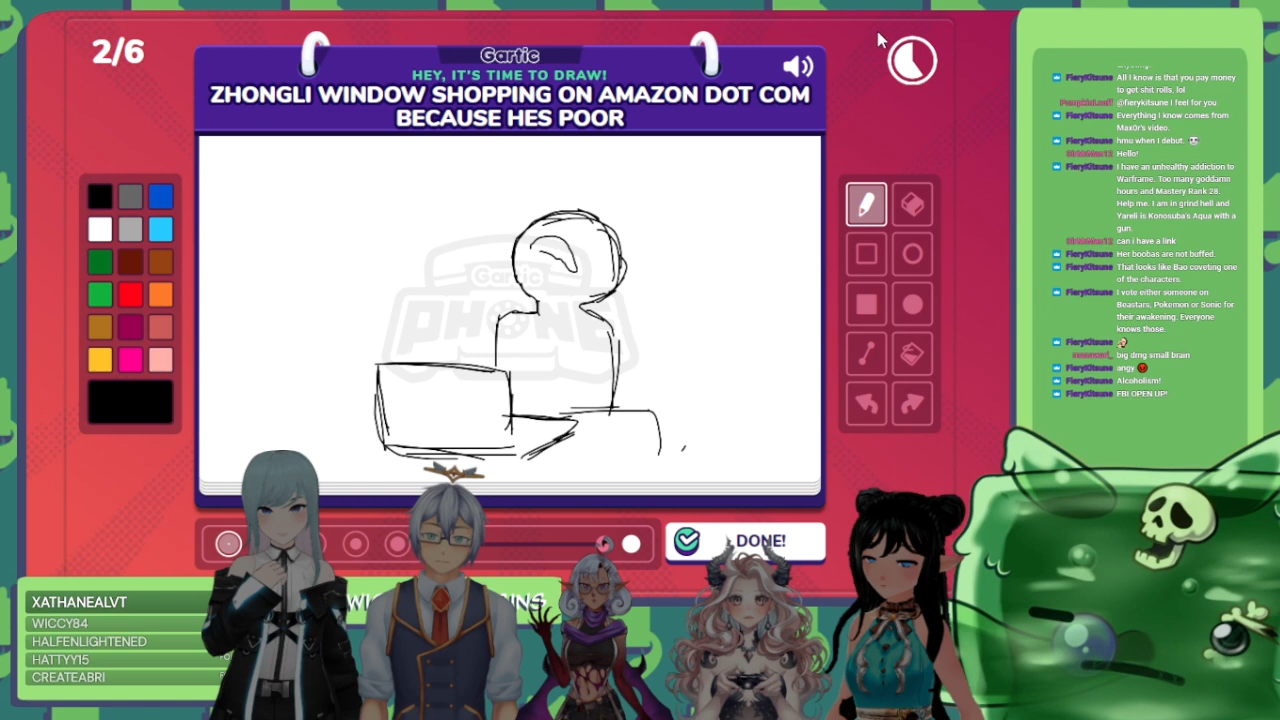 2/6
Gartic
HEY, IT'S TIME TO DRAW!
ZHONGLI WINDOW SHOPPING ON AMAZON DOT COM
BECAUSE HES POOR
Gartic
PHONE
DONE!
XATHANEALVT
WICCY84
HALFENLIGHTENED
HATTYY15
CREATEABRI
FieryKitsune All I know is that you pay money
to get shit rolls, lol
@fierykitsune I feel for you
FieryKitsune Everything I know comes from
Max0r's video.
FieryKitsune hmu when I debut.
Hello!
FieryKitsune I have an unhealthy addiction to
Warframe. Too many goddamn
hours and Mastery Rank 28.
Help me. I am in grind hell and
Yareli is Konosuba's Aqua with a
gun.
can i have a link
FieryKitsune Her boobas are not buffed.
FieryKitsune That looks like Bao coveting one
of the characters.
FieryKitsune I vote either someone on
Beastars, Pokemon or Sonic for
their awakening. Everyone
knows those.
FieryKitsune
big dmg small brain
FieryKitsune angy
FieryKitsune Alcoholism!
FieryKitsune FBI OPEN UP!